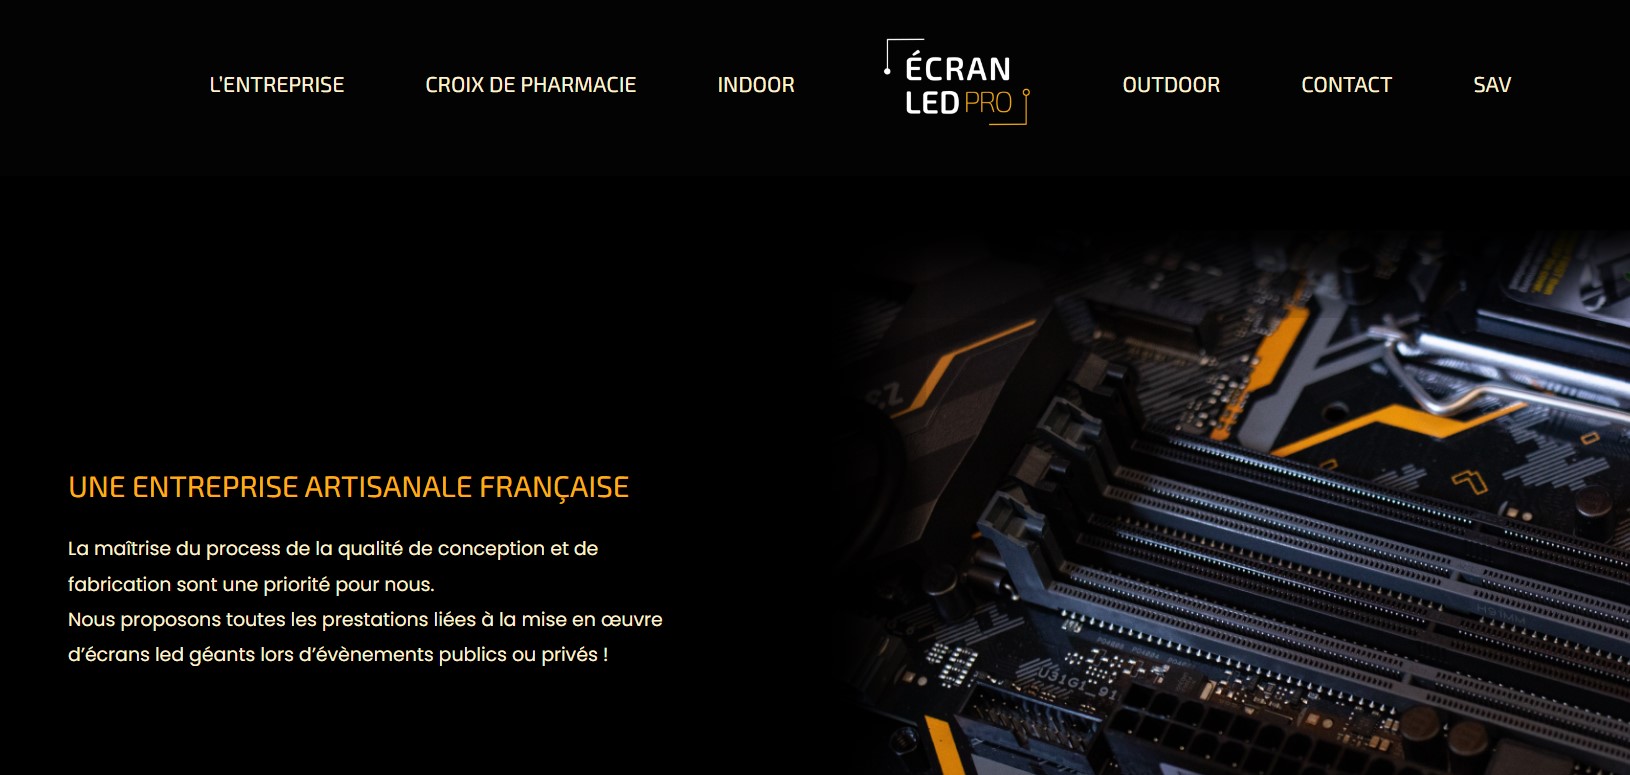 L'ENTREPRISE CROIX DE PHARMACIE INDOOR
ÉCRAN
LED PRO
OUTDOOR CONTACT SAV
UNE ENTREPRISE ARTISANALE FRANÇAISE
La maîtrise du process de la qualité de conception et de
fabrication sont une priorité pour nous.
Nous proposons toutes les prestations liées à la mise en œuvre
d’écrans led géants lors d’évènements publics ou privés !
U31G1_91